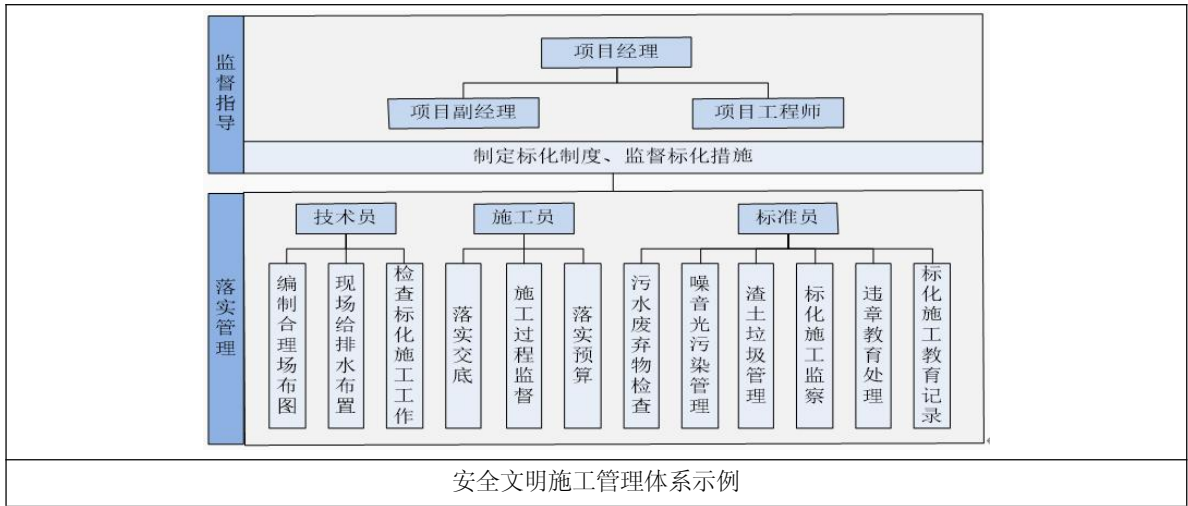 监督指导
项目经理
项目副经理
项目工程师
制定标化制度、监督标化措施
落实管理
技术员
施工员
标准员
编制合理场布图
现场给排水布置
检查标化施工工作
落实交底
施工过程监督
落实预算
污水废弃物检查
噪音光污染管理
渣土垃圾管理
标化施工监察
违章教育处理
标化施工教育记录
安全文明施工管理体系示例